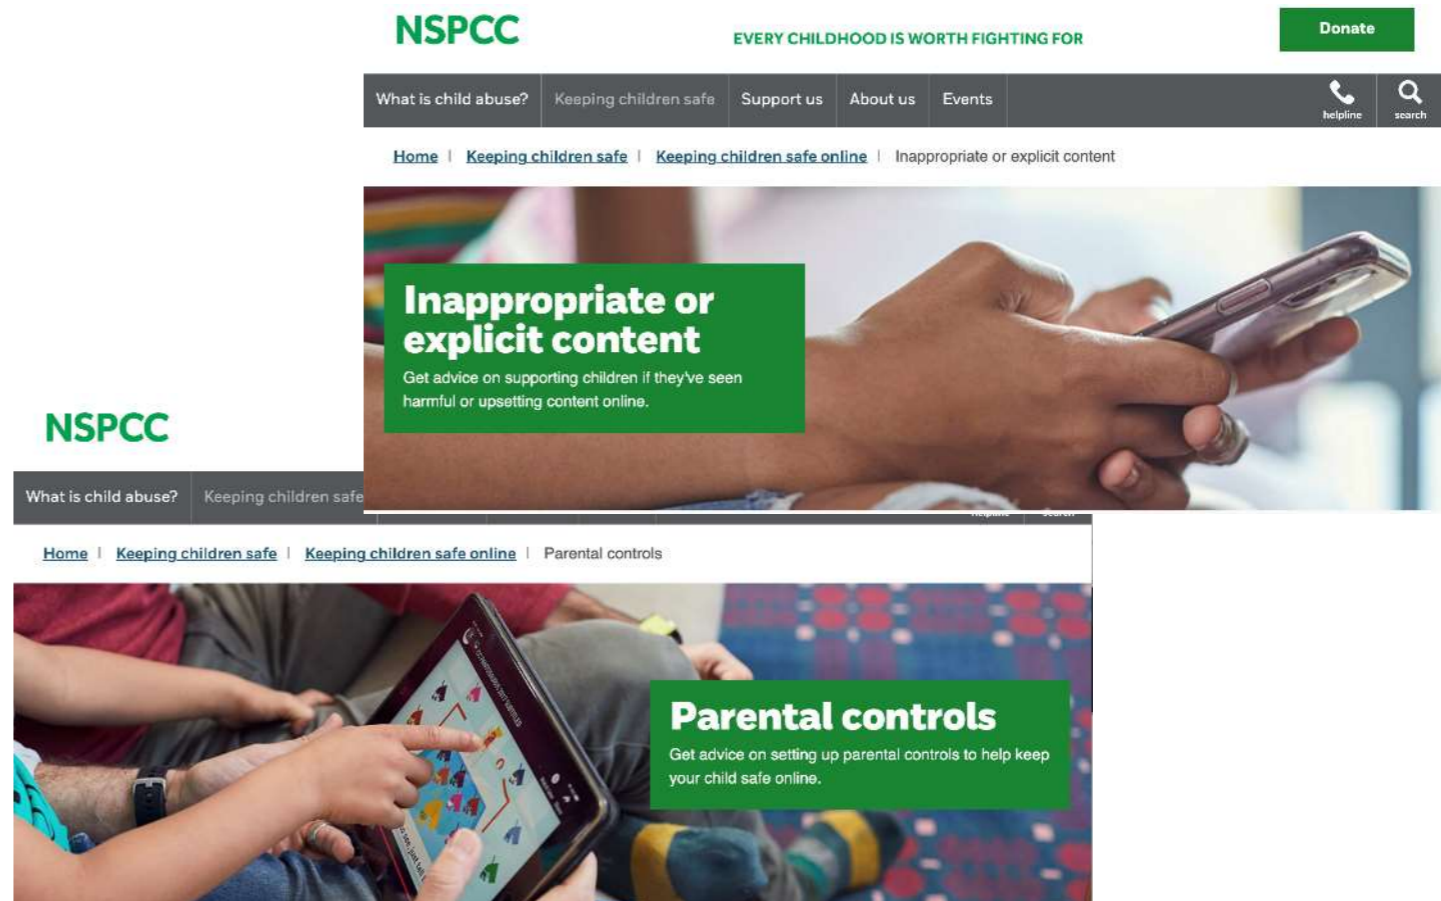 NSPCC
EVERY CHILDHOOD IS WORTH FIGHTING FOR
Donate
What is child abuse? Keeping children safe Support us About us Events
helpline search
Home | Keeping children safe | Keeping children safe online | Inappropriate or explicit content
Inappropriate or
explicit content
Get advice on supporting children if they've seen
harmful or upsetting content online.
NSPCC
What is child abuse? Keeping children safe
Home | Keeping children safe | Keeping children safe online | Parental controls
Parental controls
Get advice on setting up parental controls to help keep
your child safe online.